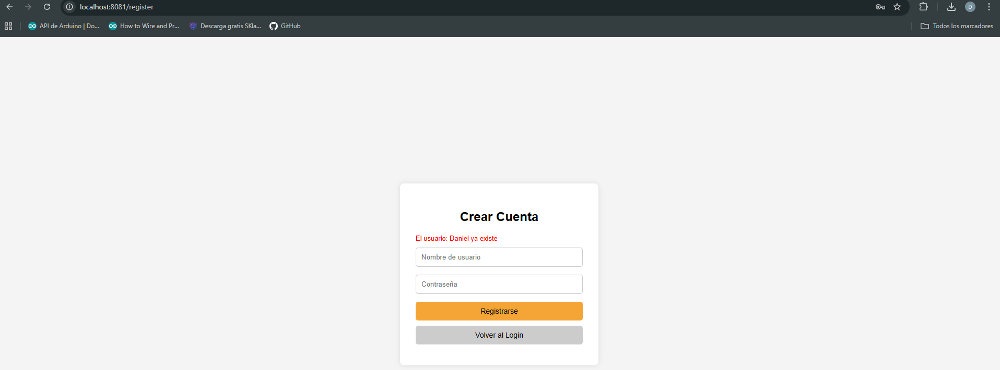 localhost:8081/register
D
API de Arduino | Do... How to Wire and Pr... Descarga gratis SKla... GitHub Todos los marcadores
Crear Cuenta
El usuario: Daniel ya existe
Nombre de usuario
Contraseña
Registrarse
Volver al Login